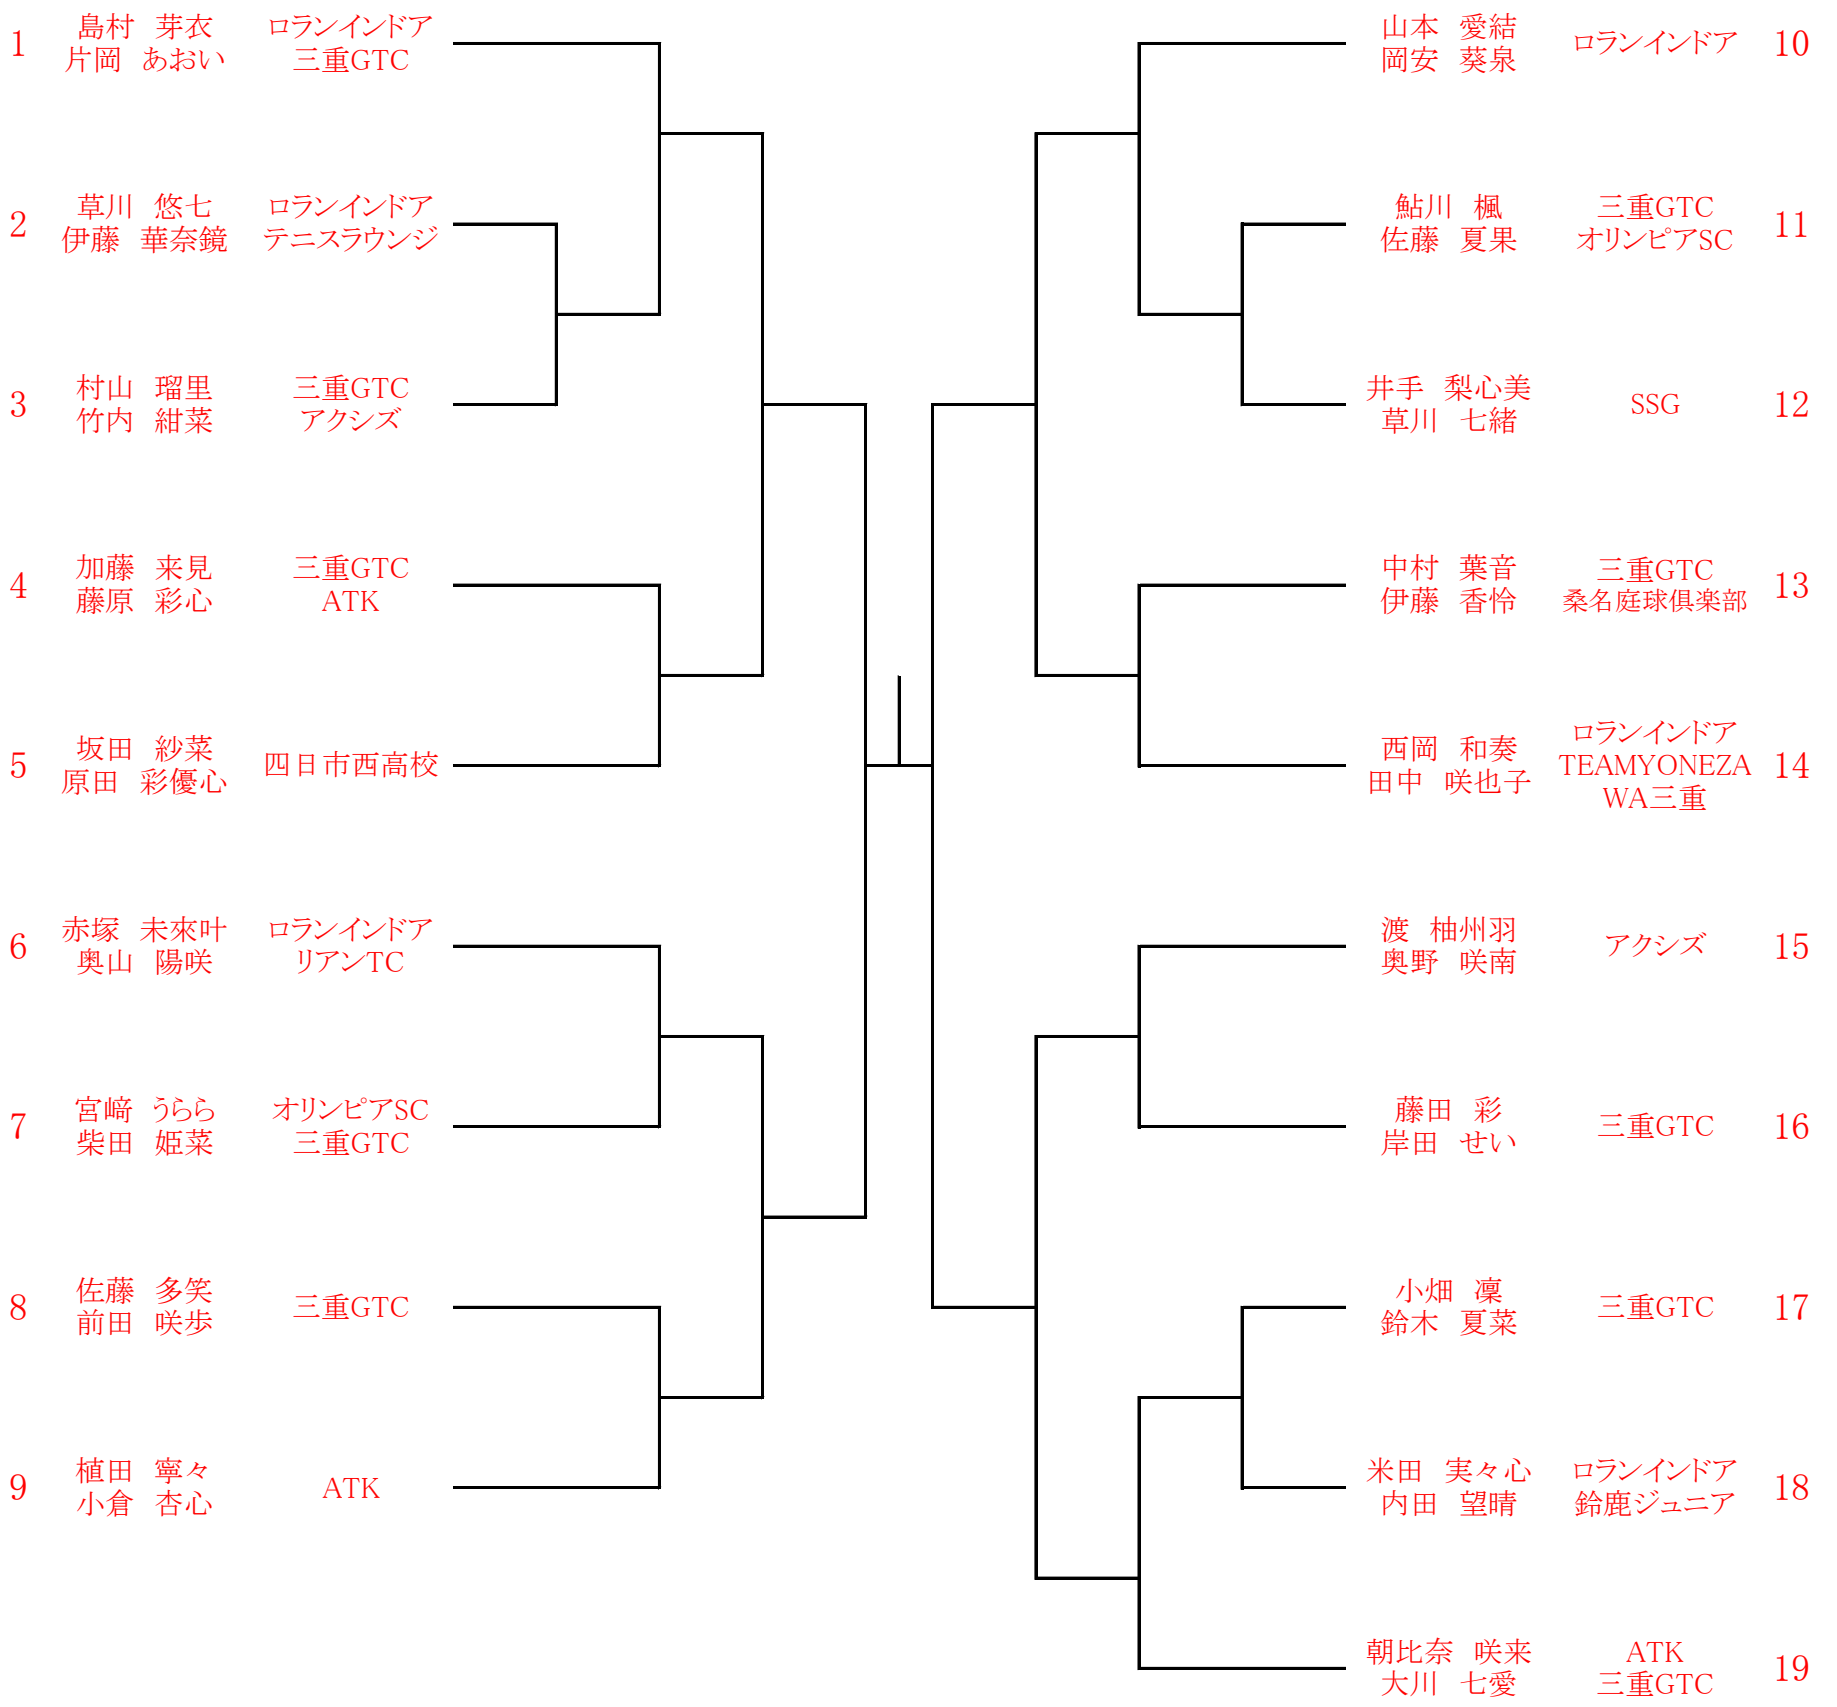 1 島村 芽衣 ロランインドア
片岡 あおい 三重GTC
2 草川 悠七 ロランインドア
伊藤 華奈鏡 テニスラウンジ
3 村山 瑠里 三重GTC
竹内 紺菜 アクシズ
4 加藤 来見 三重GTC
藤原 彩心 ATK
5 坂田 紗菜 四日市西高校
原田 彩優心
6 赤塚 未來叶 ロランインドア
奥山 陽咲 リアンTC
7 宮﨑 うらら オリンピアSC
柴田 姫菜 三重GTC
8 佐藤 多笑 三重GTC
前田 咲歩
9 植田 寧々 ATK
小倉 杏心
山本 愛結 ロランインドア 10
岡安 葵泉
鮎川 楓 三重GTC 11
佐藤 夏果 オリンピアSC
井手 梨心美 SSG 12
草川 七緒
中村 葉音 三重GTC 13
伊藤 香怜 桑名庭球倶楽部
西岡 和奏 ロランインドア 14
田中 咲也子 TEAMYONEZA
WA三重
渡 柚州羽 アクシズ 15
奥野 咲南
藤田 彩 三重GTC 16
岸田 せい
小畑 凜 三重GTC 17
鈴木 夏菜
米田 実々心 ロランインドア 18
内田 望晴 鈴鹿ジュニア
朝比奈 咲来 ATK 19
大川 七愛 三重GTC